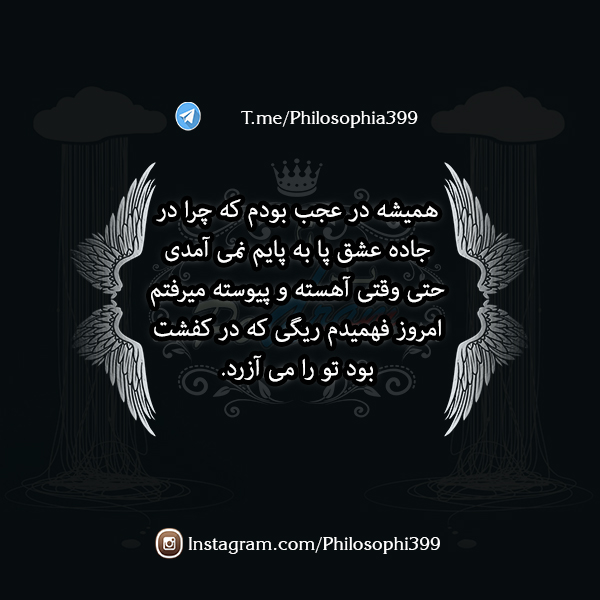 T.me/Philosophia399
همیشه در عجب بودم که چرا در
جاده عشق پا به پایم نمی آمدی
حتی وقتی آهسته و پیوسته میرفتم
امروز فهمیدم ریگی که در کفشت
بود تو را می آزرد.
Instagram.com/Philosophi399